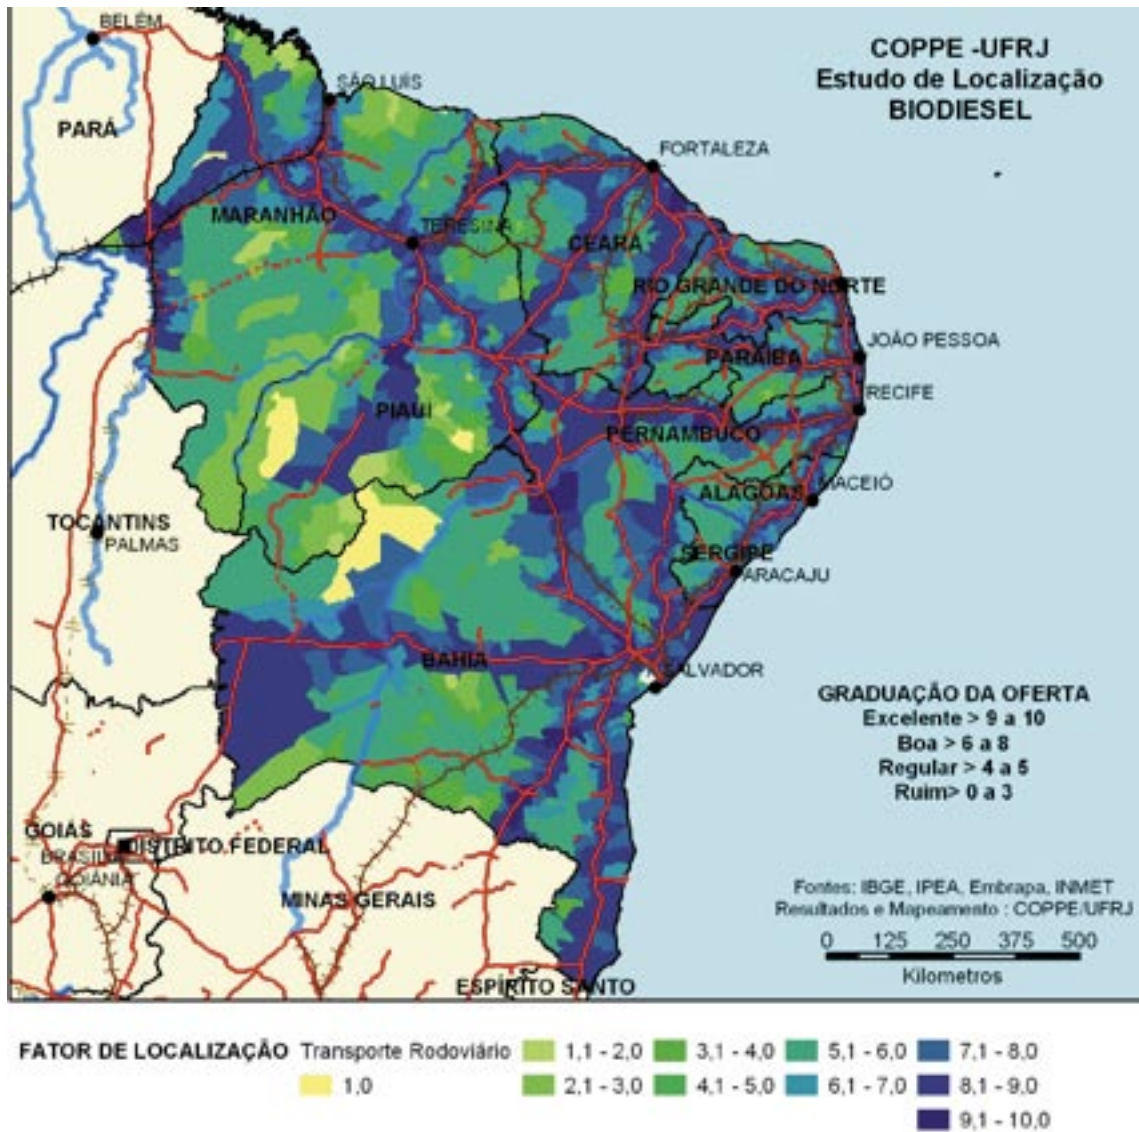 BELÉM
COPPE -UFRJ
Estudo de Localização
BIODIESEL
SÃO LUÍS
PARÁ
FORTALEZA
MARANHÃO
TERESINA
CEARÁ
RIO GRANDE DO NORTE
JOÃO PESSOA
PARAÍBA
RECIFE
PIAUI
PERNAMBUCO
MACEIÓ
ALAGOAS
TOCANTINS
PALMAS
SERGIPE
ARACAJU
BAHIA
SALVADOR
GRADUAÇÃO DA OFERTA
Excelente > 9 a 10
Boa > 6 a 8
Regular > 4 a 5
Ruim> 0 a 3
GOIÁS
DISTRITO FEDERAL
BRASILI
GOIÂNIA
MINAS GERAIS
Fontes: IBGE, IPEA, Embrapa, INMET
Resultados e Mapeamento : COPPE/UFRJ
0 125 250 375 500
Kilometros
ESPÍRITO SANTO
FATOR DE LOCALIZAÇÃO Transporte Rodoviário 1,1 - 2,0 3,1 - 4,0 5,1 - 6,0 7,1 - 8,0
1,0 2,1 - 3,0 4,1 - 5,0 6,1 - 7,0 8,1 - 9,0
9,1 - 10,0